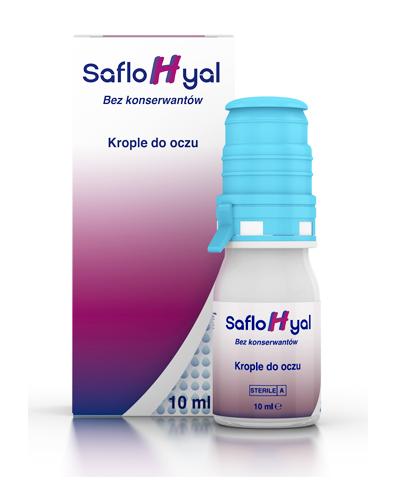 SafloHyal
Bez konserwantów
Krople do oczu
10 ml
SafloHyal
Bez konserwantów
Krople do oczu
STERILE A
10 ml ℮